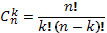 C_n^k = n! / (k! (n − k)!)